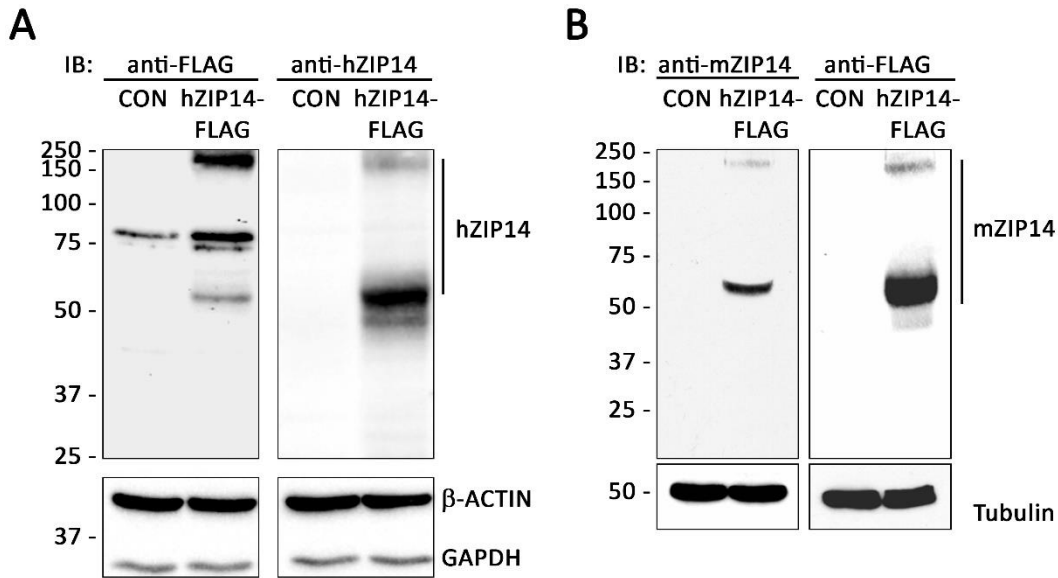 A
IB: anti-FLAG anti-hZIP14
CON hZIP14- CON hZIP14-
FLAG FLAG
250 -
150 -
100 -
75 -
50 -
37 -
25 -
hZIP14
β-ACTIN
37 -
GAPDH
B
IB: anti-mZIP14 anti-FLAG
CON hZIP14- CON hZIP14-
FLAG FLAG
250 -
150 -
100 -
75 -
50 -
37 -
25 -
mZIP14
50 -
Tubulin